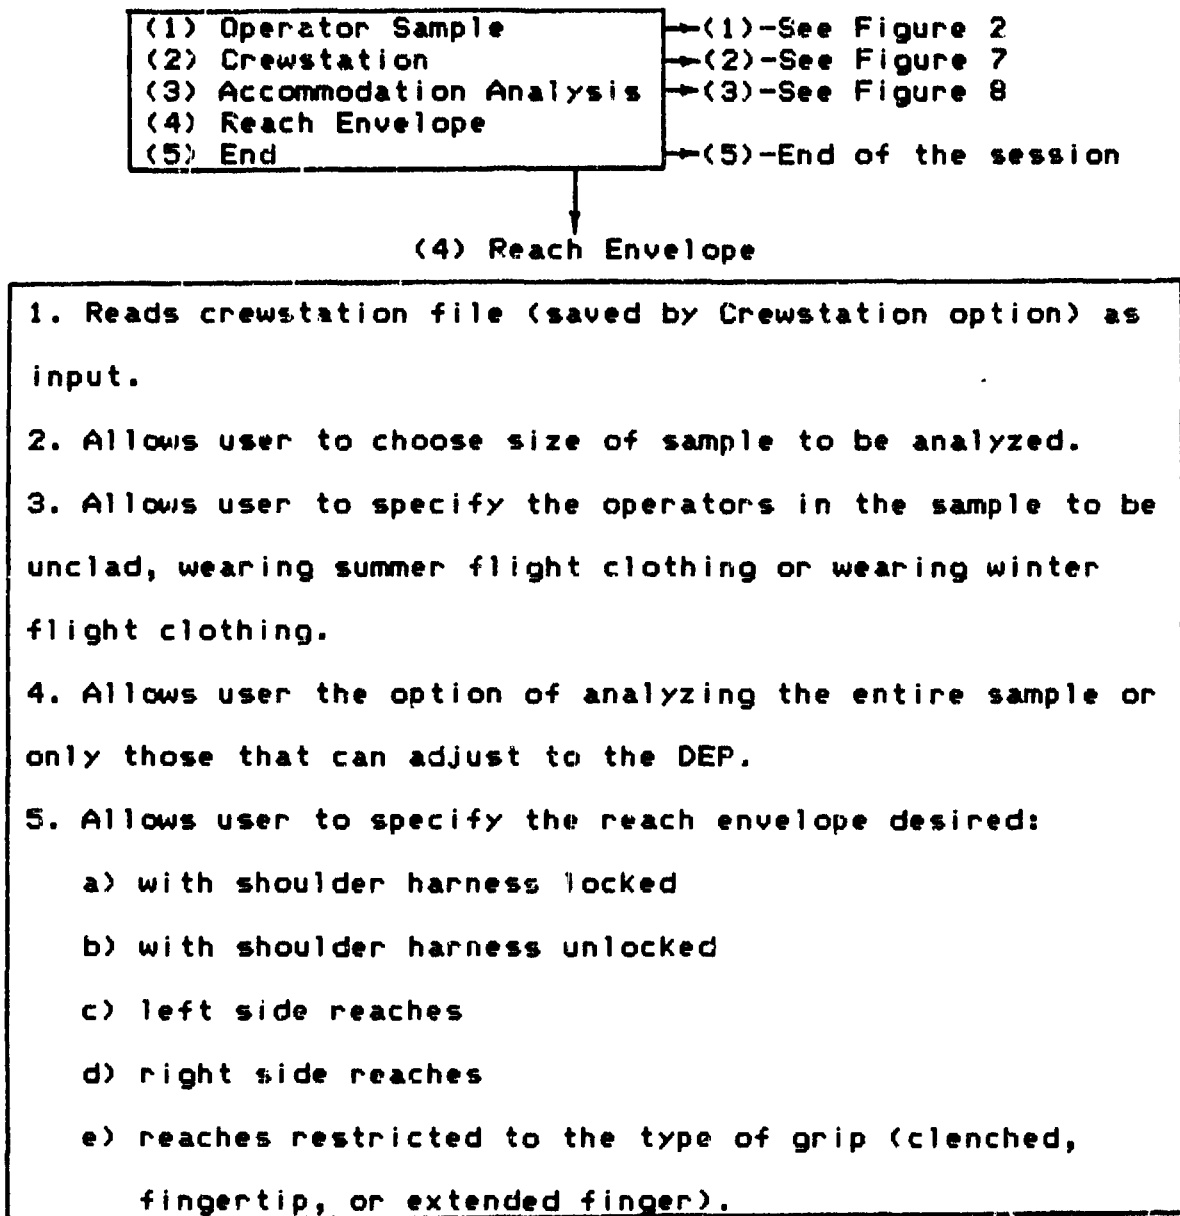 (1) Operator Sample (1)-See Figure 2
(2) Crewstation (2)-See Figure 7
(3) Accommodation Analysis (3)-See Figure 8
(4) Reach Envelope
(5) End (5)-End of the session
(4) Reach Envelope
1. Reads crewstation file (saved by Crewstation option) as
input.
2. Allows user to choose size of sample to be analyzed.
3. Allows user to specify the operators in the sample to be
unclad, wearing summer flight clothing or wearing winter
flight clothing.
4. Allows user the option of analyzing the entire sample or
only those that can adjust to the DEP.
5. Allows user to specify the reach envelope desired:
a) with shoulder harness locked
b) with shoulder harness unlocked
c) left side reaches
d) right side reaches
e) reaches restricted to the type of grip (clenched,
fingertip, or extended finger).